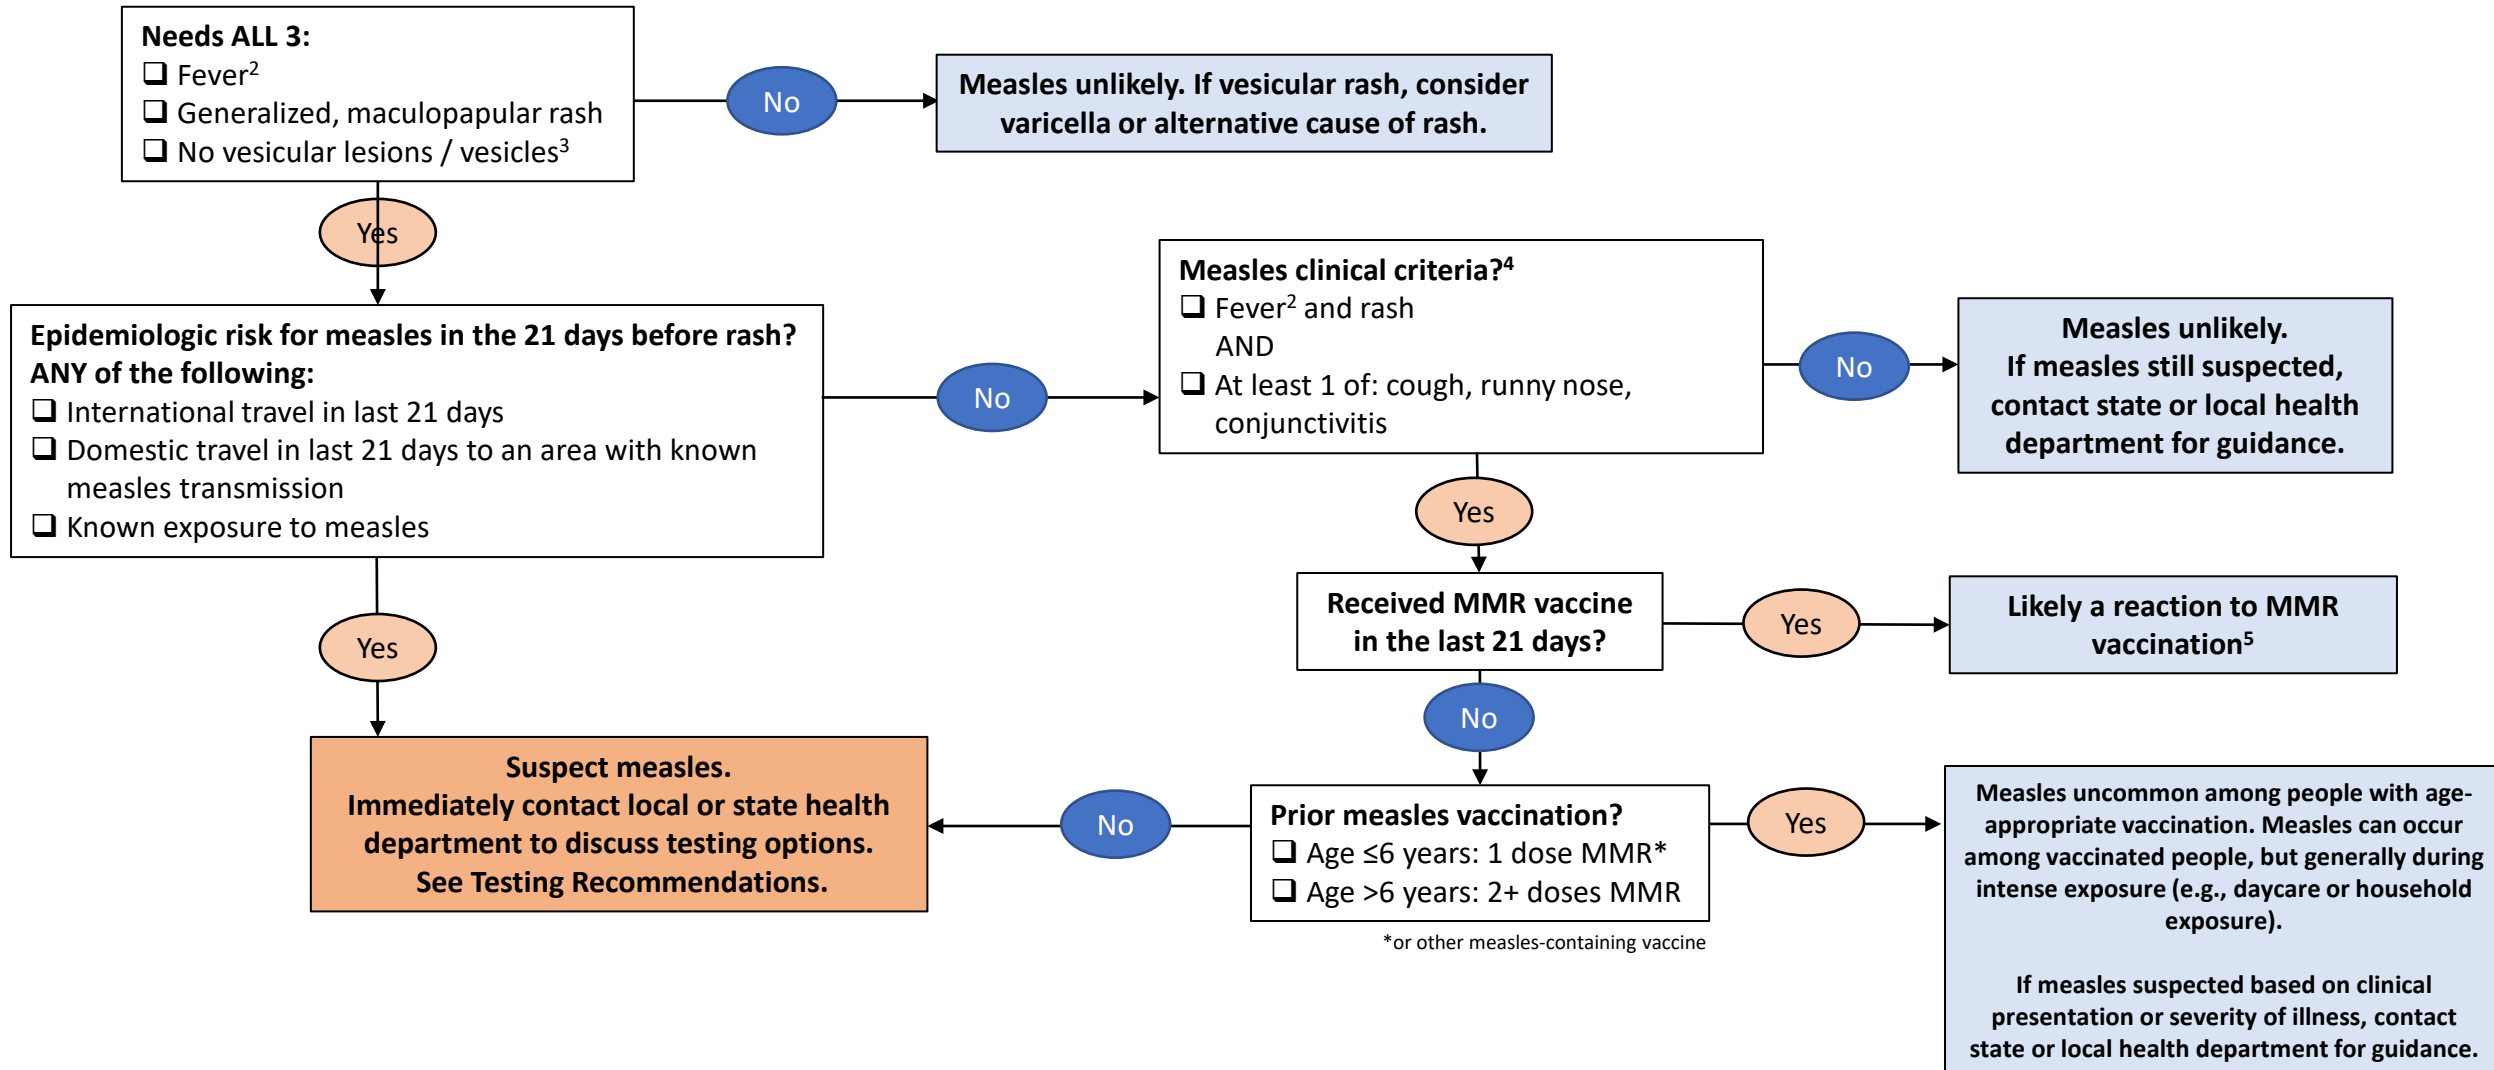 Needs ALL 3:
❑ Fever²
❑ Generalized, maculopapular rash
❑ No vesicular lesions / vesicles³
No
Measles unlikely. If vesicular rash, consider
varicella or alternative cause of rash.
Yes
Epidemiologic risk for measles in the 21 days before rash?
ANY of the following:
❑ International travel in last 21 days
❑ Domestic travel in last 21 days to an area with known
measles transmission
❑ Known exposure to measles
No
Measles clinical criteria?⁴
❑ Fever² and rash
AND
❑ At least 1 of: cough, runny nose,
conjunctivitis
No
Measles unlikely.
If measles still suspected,
contact state or local health
department for guidance.
Yes
Received MMR vaccine
in the last 21 days?
Yes
Likely a reaction to MMR
vaccination⁵
Yes
No
Suspect measles.
Immediately contact local or state health
department to discuss testing options.
See Testing Recommendations.
No
Prior measles vaccination?
❑ Age ≤6 years: 1 dose MMR*
❑ Age >6 years: 2+ doses MMR
*or other measles-containing vaccine
Yes
Measles uncommon among people with age-
appropriate vaccination. Measles can occur
among vaccinated people, but generally during
intense exposure (e.g., daycare or household
exposure).
If measles suspected based on clinical
presentation or severity of illness, contact
state or local health department for guidance.